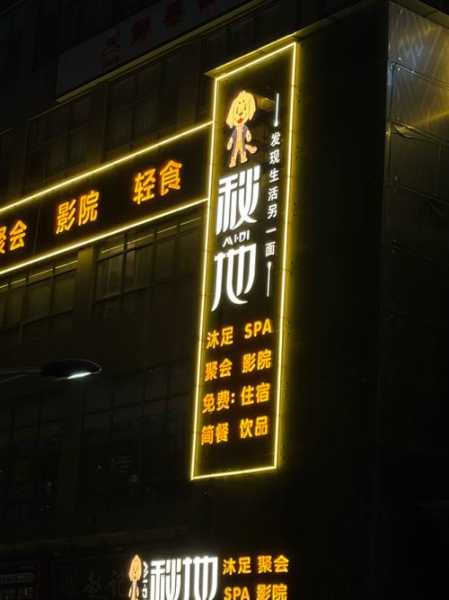 聚会 影院 轻食
秘地
MI·DI
发现生活另一面
沐足 SPA
聚会 影院
免费:住宿
简餐 饮品
秘地
沐足 聚会
SPA 影院